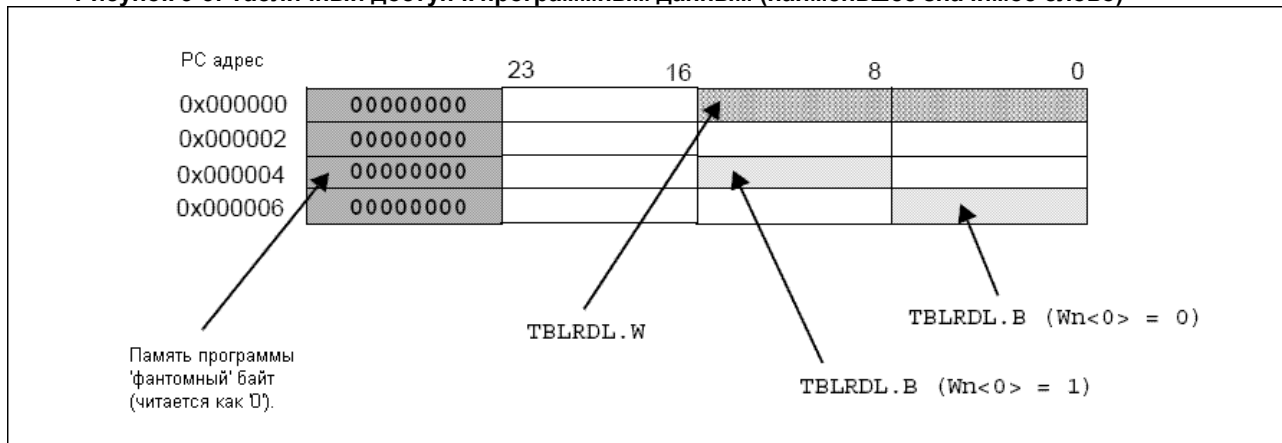 PC адрес
23 16 8 0
0x000000 00000000
0x000002 00000000
0x000004 00000000
0x000006 00000000
TBLRDL.W
TBLRDL.B (Wn<0> = 0)
TBLRDL.B (Wn<0> = 1)
Память программы
'фантомный' байт
(читается как '0').